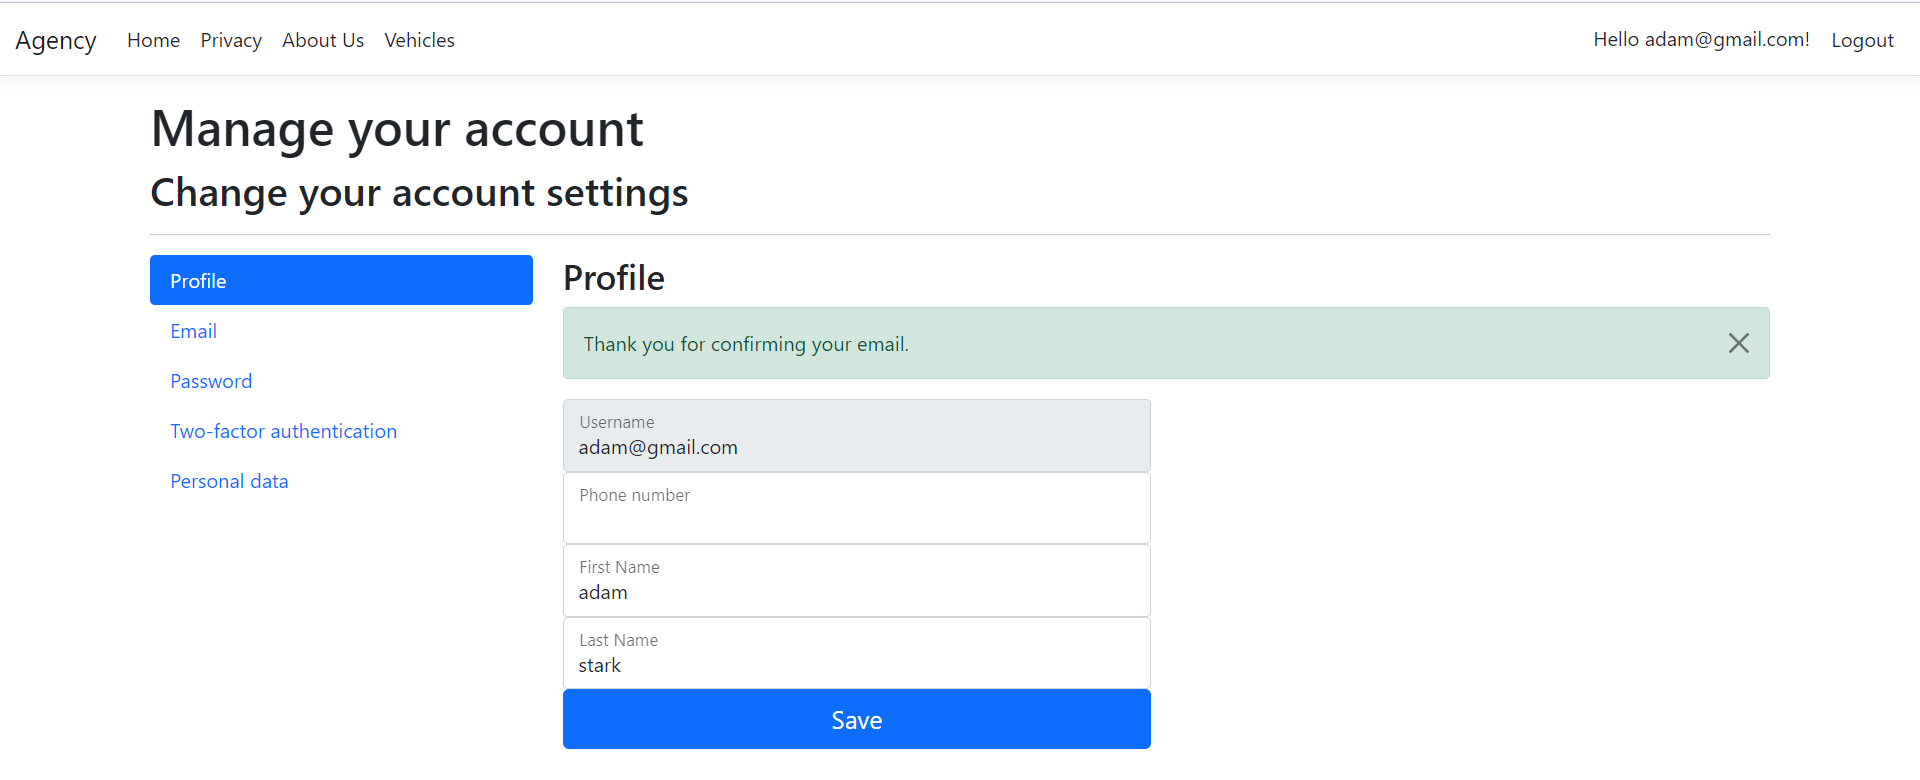 Agency Home Privacy About Us Vehicles Hello adam@gmail.com! Logout
Manage your account
Change your account settings
Profile
Email
Password
Two-factor authentication
Personal data
Profile
Thank you for confirming your email.
Username
adam@gmail.com
Phone number
First Name
adam
Last Name
stark
Save